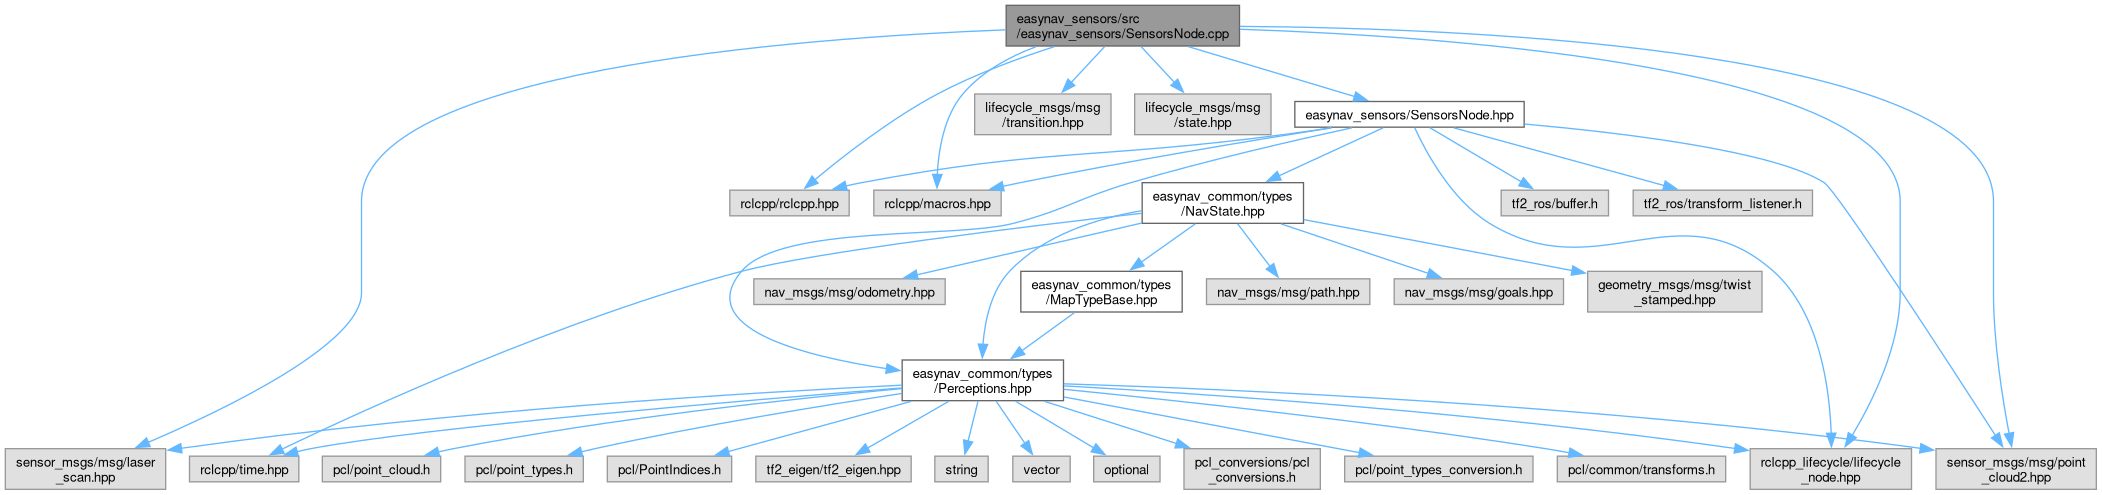 easynav_sensors/src
/easynav_sensors/SensorsNode.cpp
lifecycle_msgs/msg
/transition.hpp
lifecycle_msgs/msg
/state.hpp
easynav_sensors/SensorsNode.hpp
rclcpp/rclcpp.hpp
rclcpp/macros.hpp
easynav_common/types
/NavState.hpp
tf2_ros/buffer.h
tf2_ros/transform_listener.h
nav_msgs/msg/odometry.hpp
easynav_common/types
/MapTypeBase.hpp
nav_msgs/msg/path.hpp
nav_msgs/msg/goals.hpp
geometry_msgs/msg/twist
_stamped.hpp
easynav_common/types
/Perceptions.hpp
sensor_msgs/msg/laser
_scan.hpp
rclcpp/time.hpp
pcl/point_cloud.h
pcl/point_types.h
pcl/PointIndices.h
tf2_eigen/tf2_eigen.hpp
string
vector
optional
pcl_conversions/pcl
_conversions.h
pcl/point_types_conversion.h
pcl/common/transforms.h
rclcpp_lifecycle/lifecycle
_node.hpp
sensor_msgs/msg/point
_cloud2.hpp